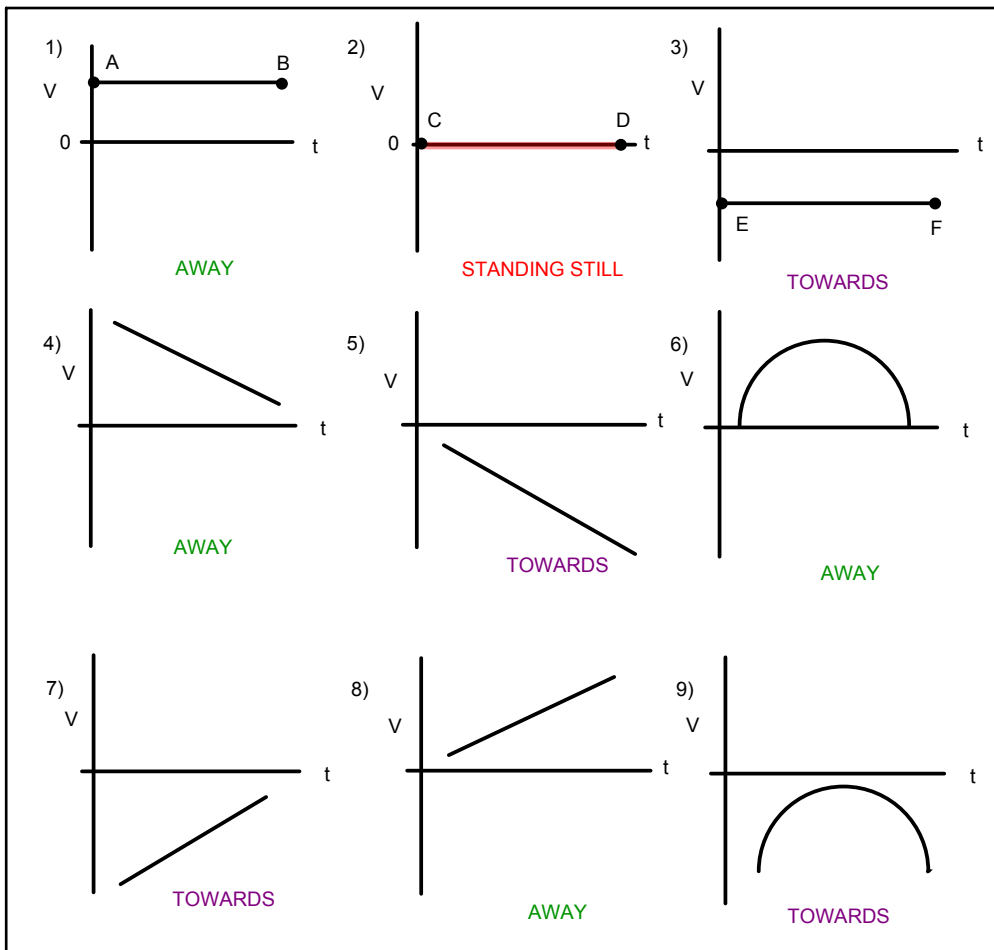 1)
A
B
V
0
t
AWAY
2)
V
C
D
0
t
STANDING STILL
3)
V
t
E
F
TOWARDS
4)
V
t
AWAY
5)
V
t
TOWARDS
6)
V
t
AWAY
7)
V
t
TOWARDS
8)
V
t
AWAY
9)
V
t
TOWARDS